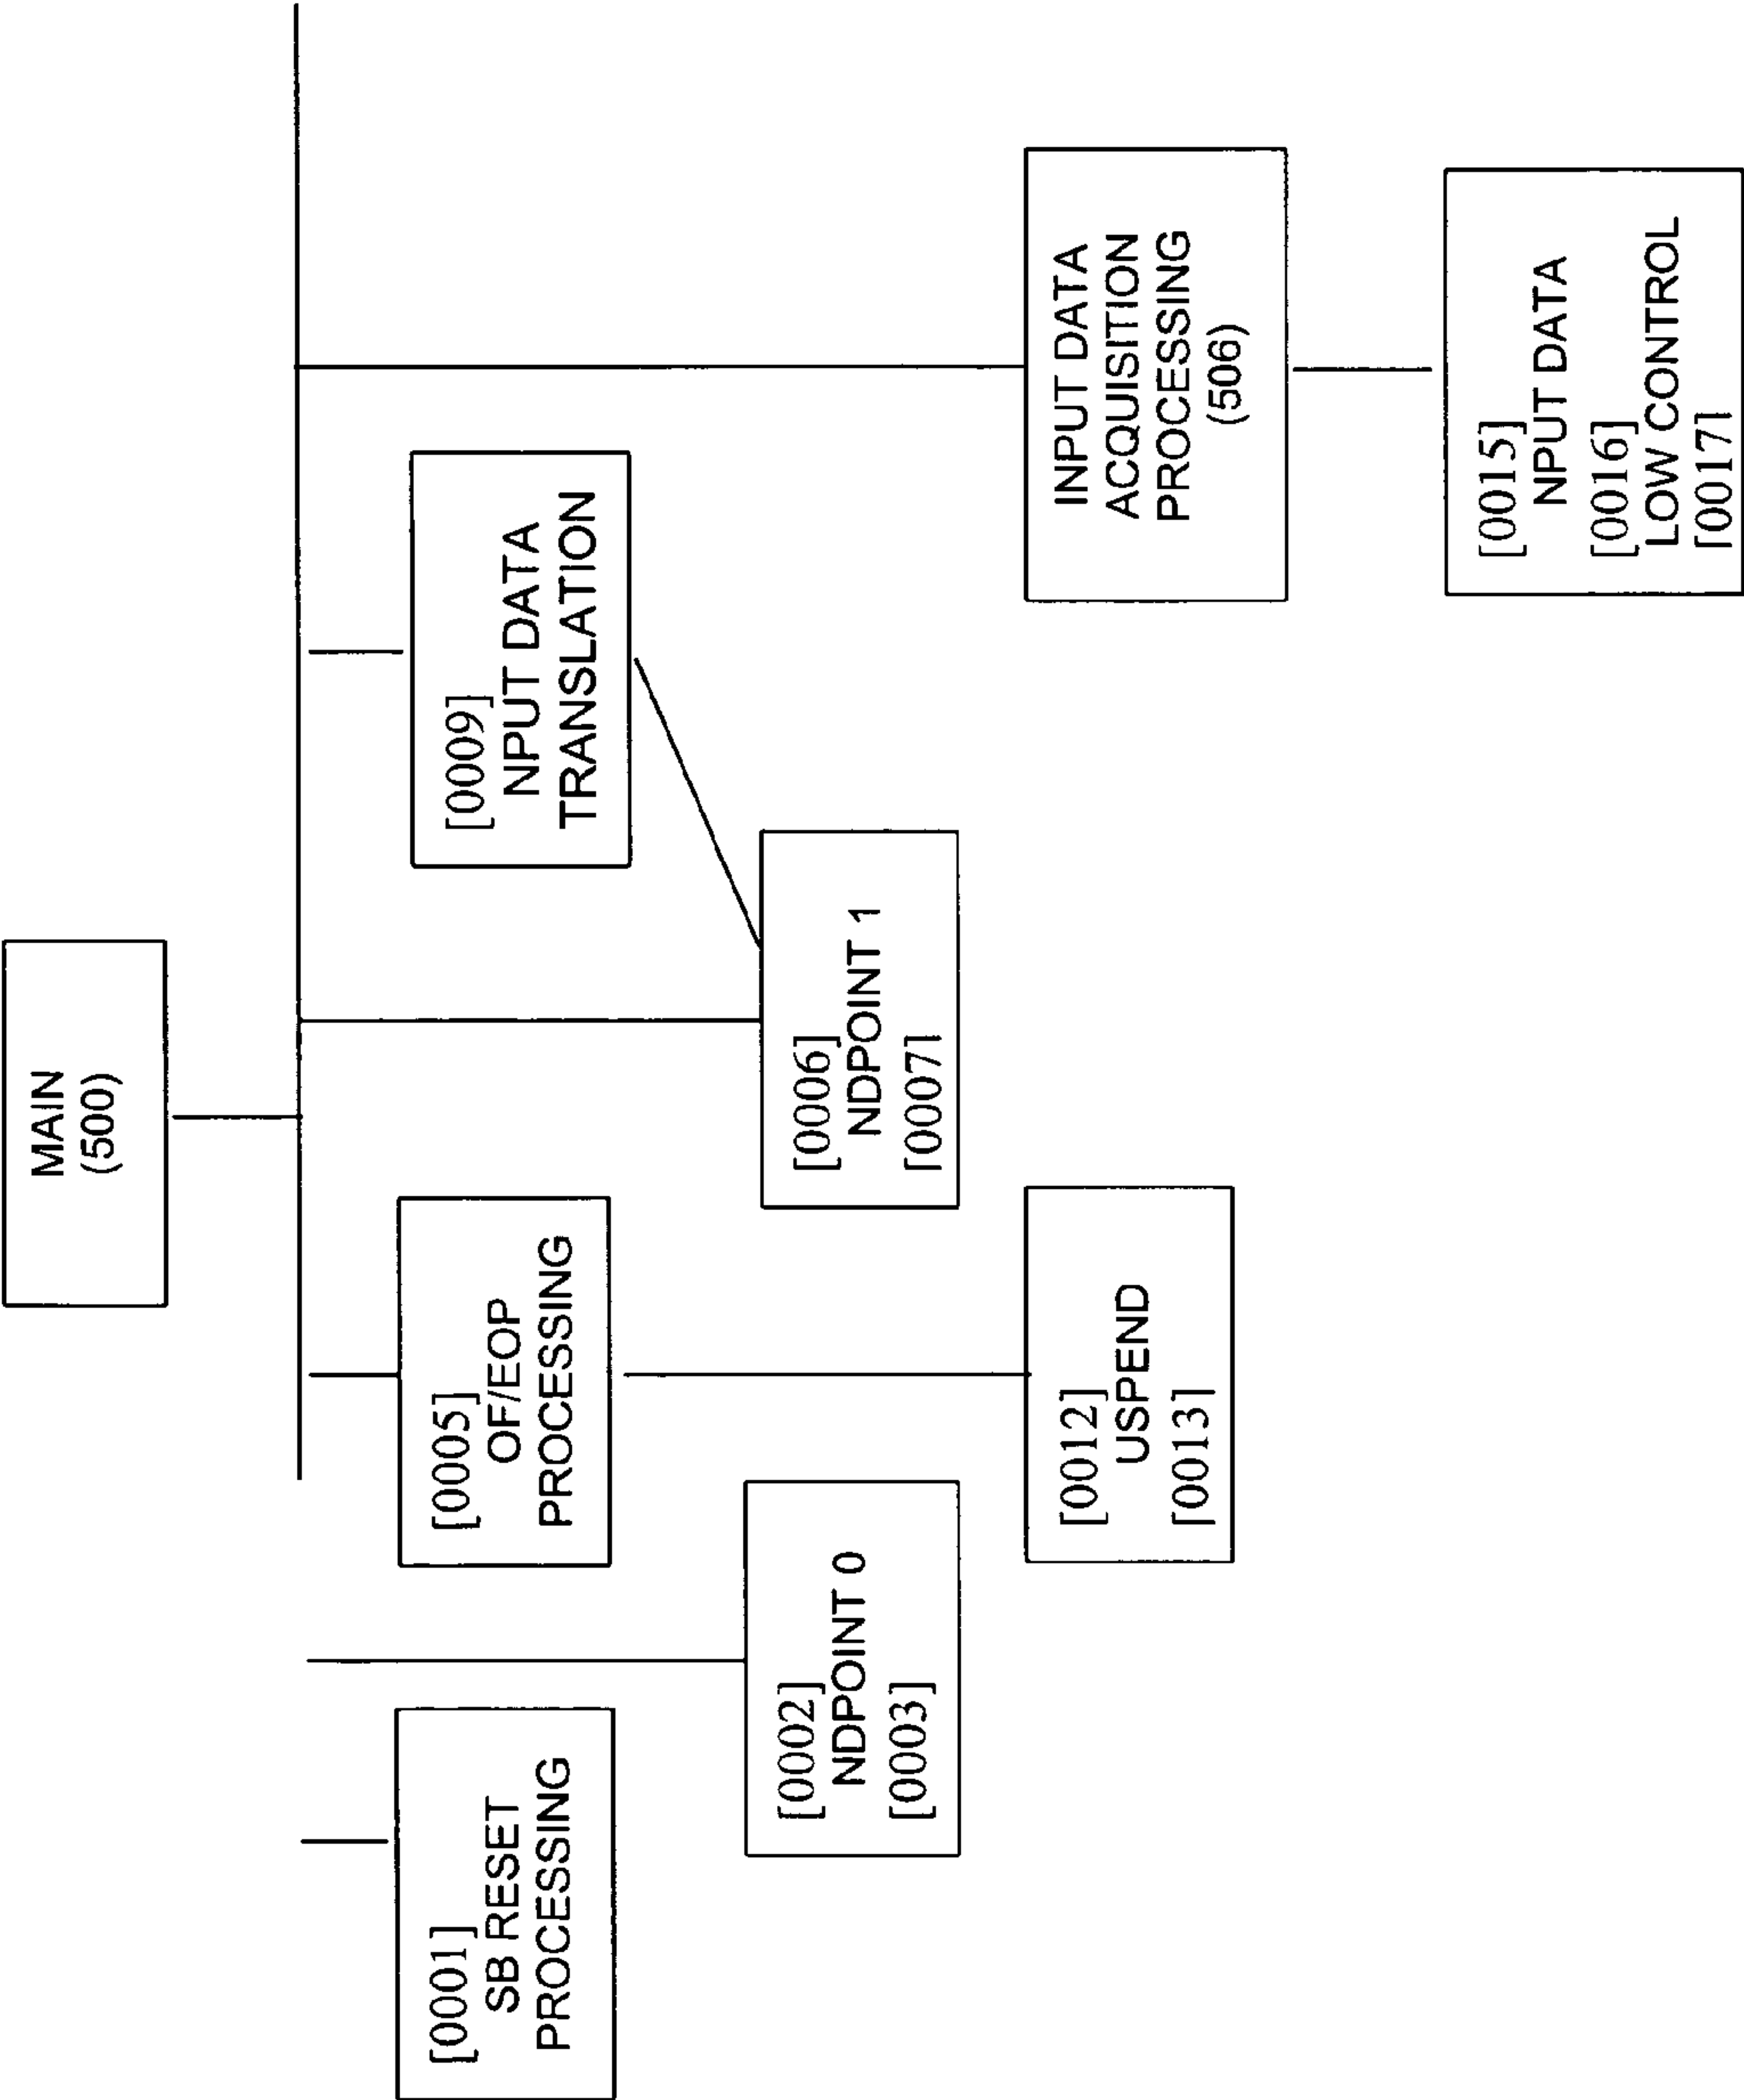 MAIN
(500)
[0001]
SB RESET
PROCESSING
[0002]
NDPOINT 0
[0003]
[0005]
OF/EOP
PROCESSING
[0012]
USPEND
[0013]
[0006]
NDPOINT 1
[0007]
[0009]
NPUT DATA
TRANSLATION
INPUT DATA
ACQUISITION
PROCESSING
(506)
[0015]
NPUT DATA
[0016]
LOW CONTROL
[0017]